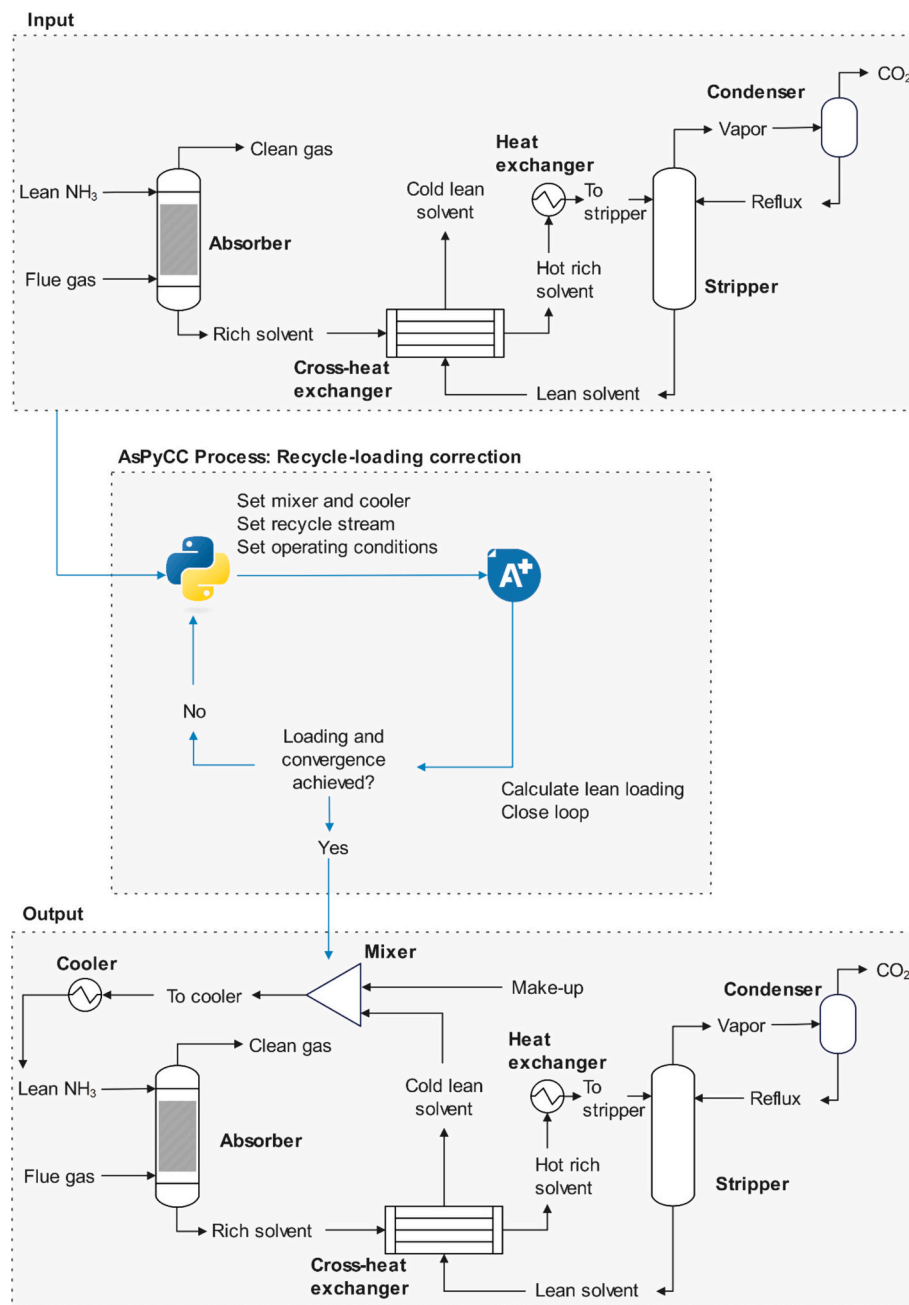 Input
CO₂
Condenser
Vapor
Clean gas
Heat
exchanger
Lean NH₃
Cold lean
solvent
To
stripper
Reflux
Absorber
Flue gas
Hot rich
solvent
Stripper
Rich solvent
Cross-heat
exchanger
Lean solvent
AsPyCC Process: Recycle-loading correction
Set mixer and cooler
Set recycle stream
Set operating conditions
A+
No
Loading and
convergence
achieved?
Calculate lean loading
Close loop
Yes
Output
Mixer
Cooler
CO₂
To cooler
Make-up
Condenser
Vapor
Clean gas
Heat
exchanger
Lean NH₃
Cold lean
solvent
To
stripper
Reflux
Absorber
Flue gas
Hot rich
solvent
Stripper
Rich solvent
Cross-heat
exchanger
Lean solvent